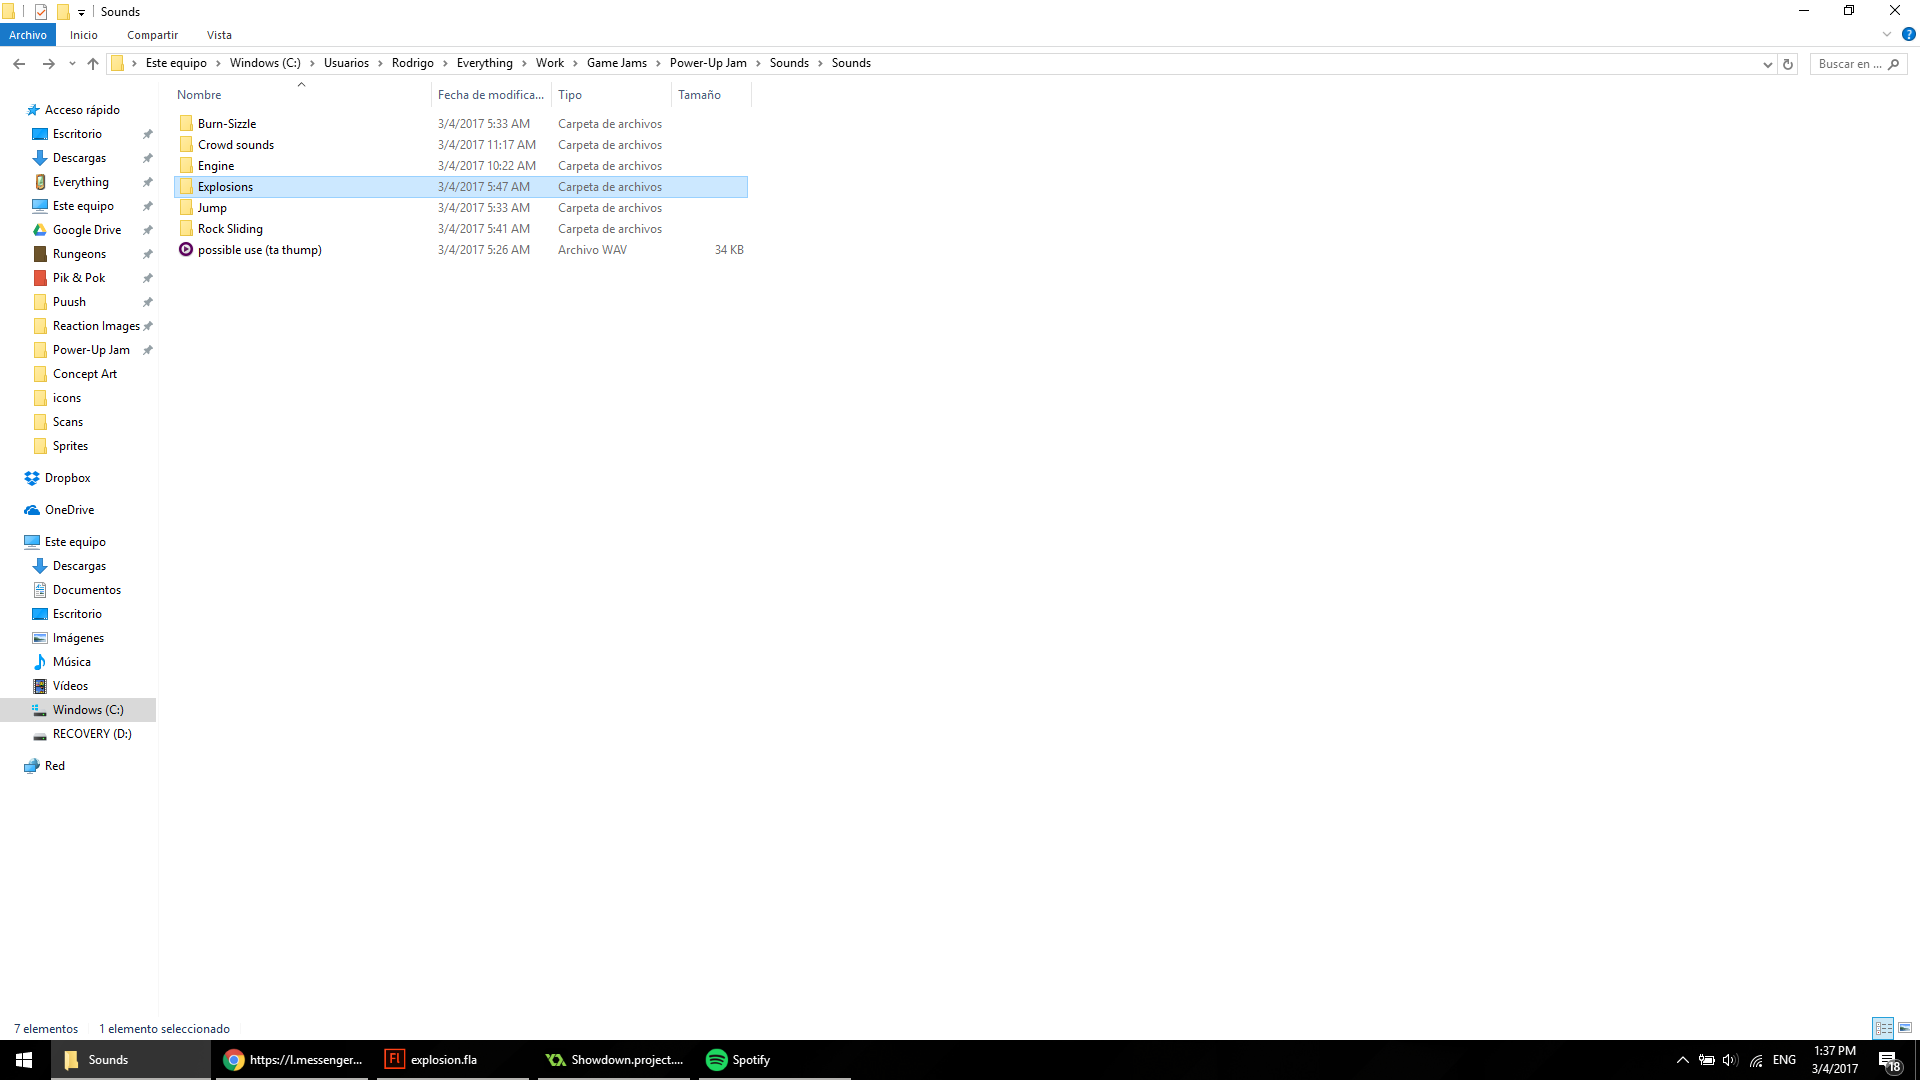 Sounds
Archivo Inicio Compartir Vista
Este equipo Windows (C:) Usuarios Rodrigo Everything Work Game Jams Power-Up Jam Sounds Sounds Buscar en ...
Nombre Fecha de modifica... Tipo Tamaño
Burn-Sizzle 3/4/2017 5:33 AM Carpeta de archivos
Crowd sounds 3/4/2017 11:17 AM Carpeta de archivos
Engine 3/4/2017 10:22 AM Carpeta de archivos
Explosions 3/4/2017 5:47 AM Carpeta de archivos
Jump 3/4/2017 5:33 AM Carpeta de archivos
Rock Sliding 3/4/2017 5:41 AM Carpeta de archivos
possible use (ta thump) 3/4/2017 5:26 AM Archivo WAV 34 KB
Acceso rápido
Escritorio
Descargas
Everything
Este equipo
Google Drive
Rungeons
Pik & Pok
Puush
Reaction Images
Power-Up Jam
Concept Art
icons
Scans
Sprites
Dropbox
OneDrive
Este equipo
Descargas
Documentos
Escritorio
Imágenes
Música
Vídeos
Windows (C:)
RECOVERY (D:)
Red
7 elementos 1 elemento seleccionado
Sounds https://l.messenger... Fl explosion.fla Showdown.project.... Spotify ENG 1:37 PM
3/4/2017 18